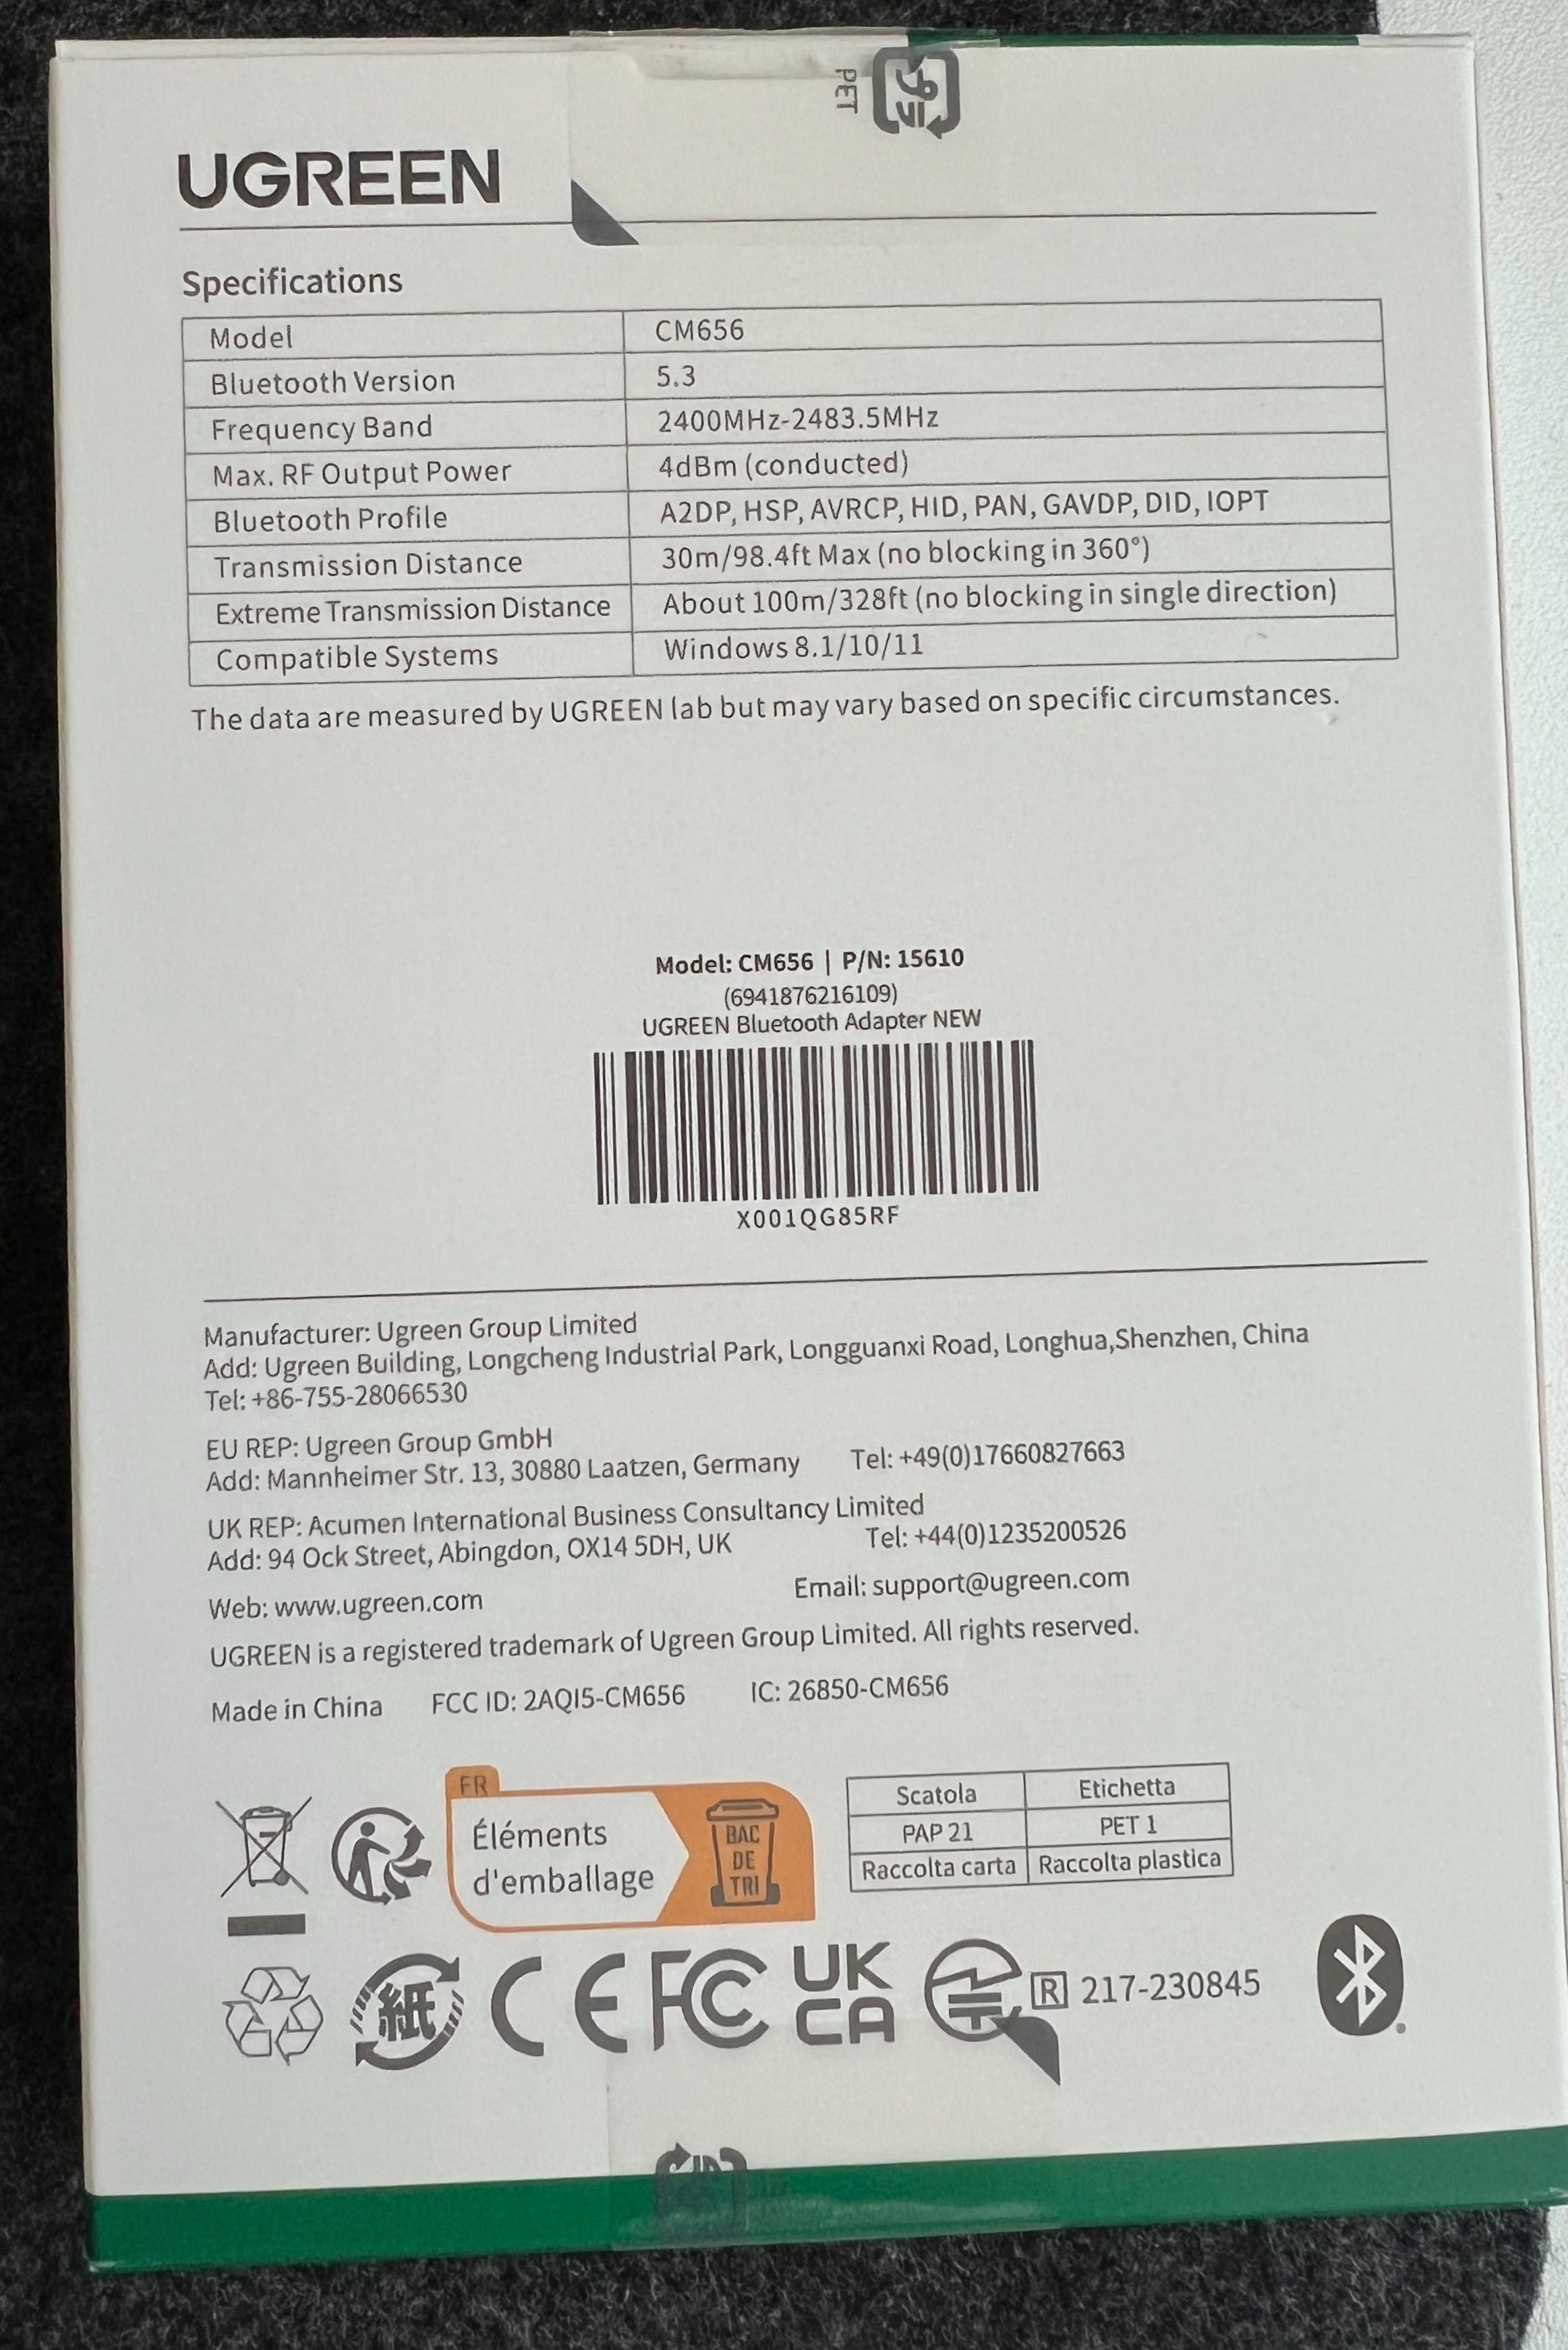 PET
UGREEN
Specifications
Model CM656
Bluetooth Version 5.3
Frequency Band 2400MHz-2483.5MHz
Max. RF Output Power 4dBm (conducted)
Bluetooth Profile A2DP, HSP, AVRCP, HID, PAN, GAVDP, DID, IOPT
Transmission Distance 30m/98.4ft Max (no blocking in 360°)
Extreme Transmission Distance About 100m/328ft (no blocking in single direction)
Compatible Systems Windows 8.1/10/11
The data are measured by UGREEN lab but may vary based on specific circumstances.
Model: CM656 | P/N: 15610
(6941876216109)
UGREEN Bluetooth Adapter NEW
X001QG85RF
Manufacturer: Ugreen Group Limited
Add: Ugreen Building, Longcheng Industrial Park, Longguanxi Road, Longhua,Shenzhen, China
Tel: +86-755-28066530
EU REP: Ugreen Group GmbH
Add: Mannheimer Str. 13, 30880 Laatzen, Germany Tel: +49(0)17660827663
UK REP: Acumen International Business Consultancy Limited
Add: 94 Ock Street, Abingdon, OX14 5DH, UK Tel: +44(0)1235200526
Web: www.ugreen.com Email: support@ugreen.com
UGREEN is a registered trademark of Ugreen Group Limited. All rights reserved.
Made in China FCC ID: 2AQI5-CM656 IC: 26850-CM656
FR
Éléments
d'emballage
BAC
DE
TRI
Scatola Etichetta
PAP 21 PET 1
Raccolta carta Raccolta plastica
紙 CE FC UK
CA
R 217-230845